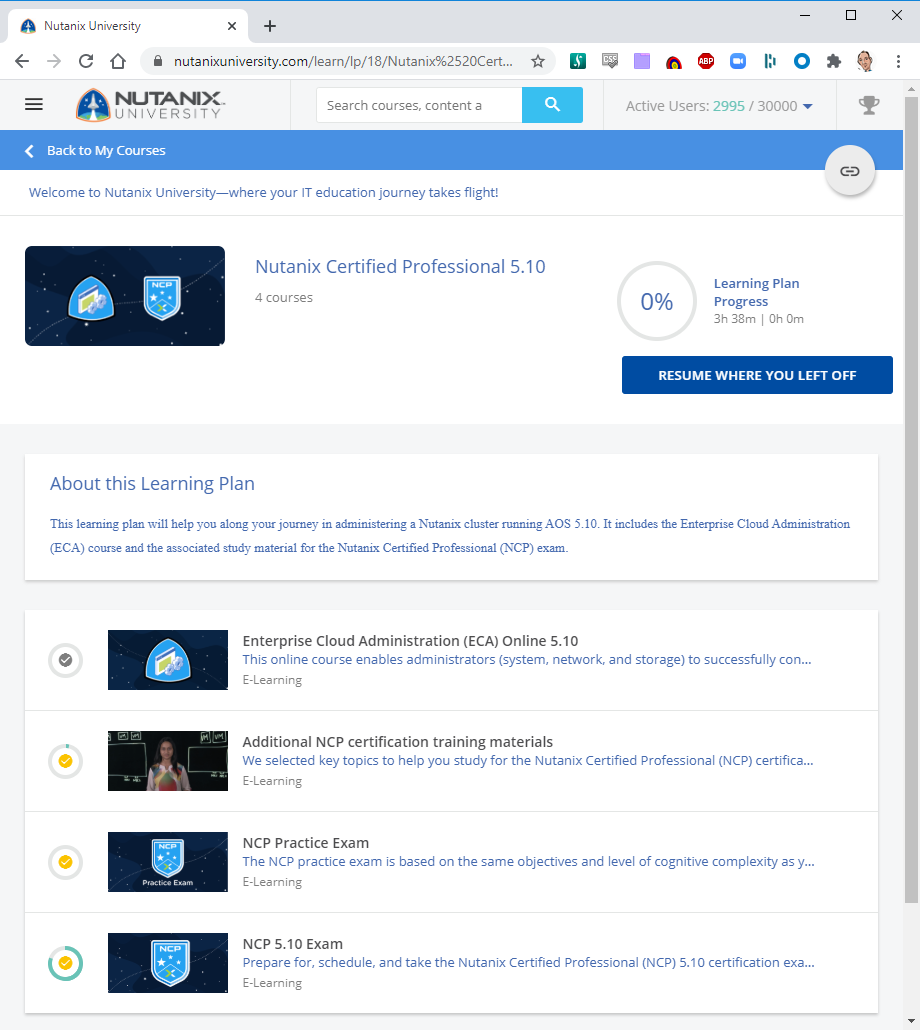 Nutanix University
nutanixuniversity.com/learn/lp/18/Nutanix%2520Cert...
CSF
ABP
NUTANIX
UNIVERSITY
Search courses, content a
Active Users: 2995 / 30000
Back to My Courses
Welcome to Nutanix University—where your IT education journey takes flight!
NCP
Nutanix Certified Professional 5.10
4 courses
0%
Learning Plan
Progress
3h 38m | 0h 0m
RESUME WHERE YOU LEFT OFF
About this Learning Plan
This learning plan will help you along your journey in administering a Nutanix cluster running AOS 5.10. It includes the Enterprise Cloud Administration
(ECA) course and the associated study material for the Nutanix Certified Professional (NCP) exam.
Enterprise Cloud Administration (ECA) Online 5.10
This online course enables administrators (system, network, and storage) to successfully con...
E-Learning
VM VM
VM VM
Additional NCP certification training materials
We selected key topics to help you study for the Nutanix Certified Professional (NCP) certifica...
E-Learning
NCP
Practice Exam
NCP Practice Exam
The NCP practice exam is based on the same objectives and level of cognitive complexity as y...
E-Learning
NCP
NCP 5.10 Exam
Prepare for, schedule, and take the Nutanix Certified Professional (NCP) 5.10 certification exa...
E-Learning